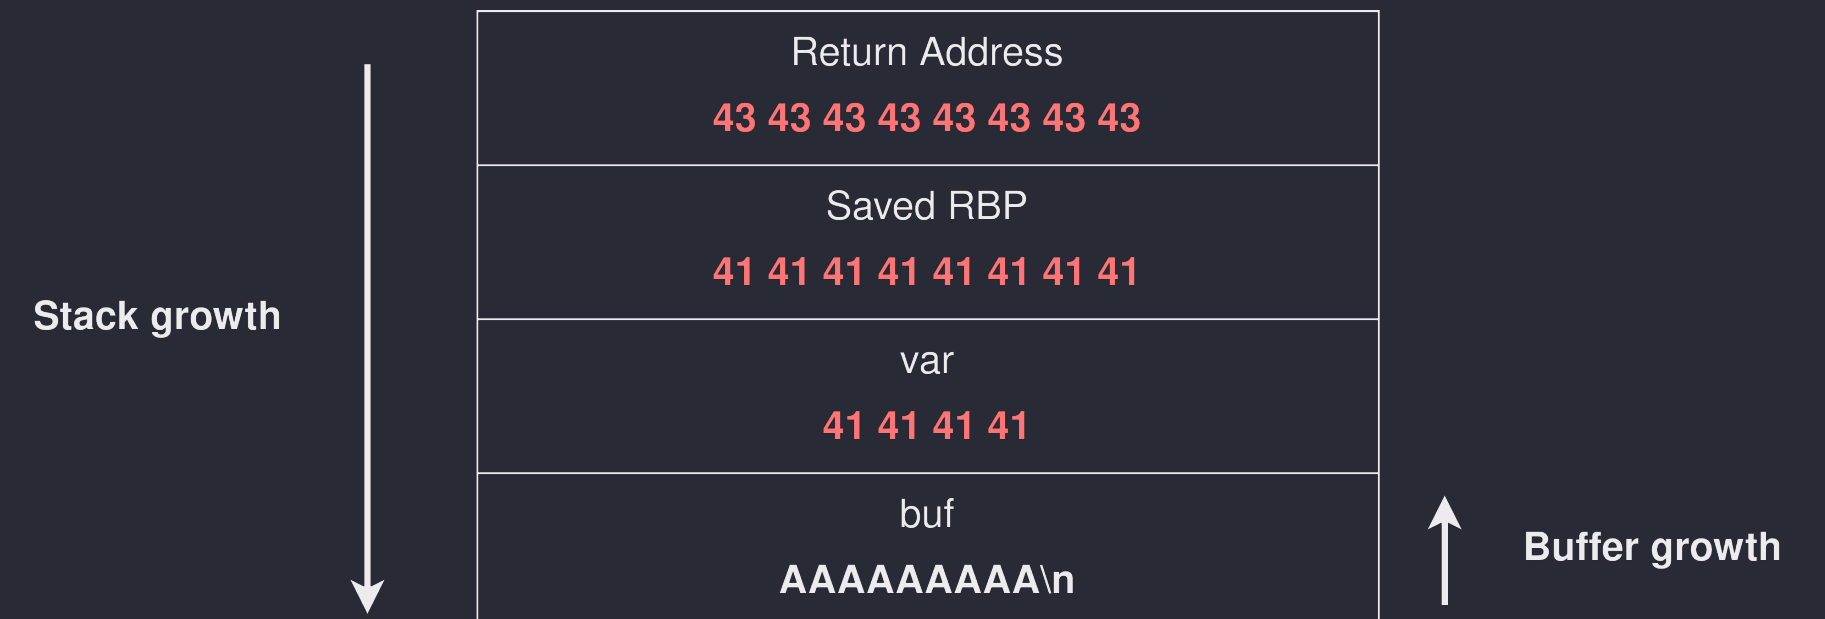 Return Address
43 43 43 43 43 43 43 43
Saved RBP
41 41 41 41 41 41 41 41
Stack growth
var
41 41 41 41
buf
Buffer growth
AAAAAAAAA\n